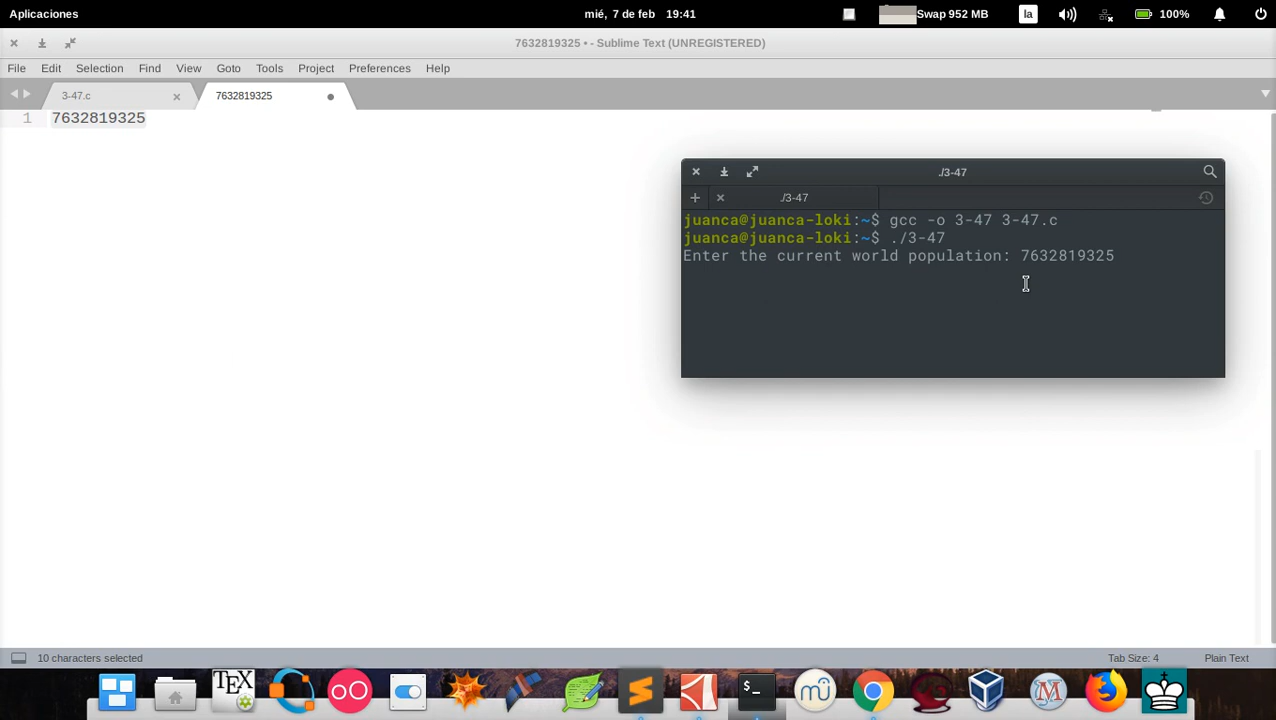 Aplicaciones
mié, 7 de feb 19:41
Swap 952 MB
la
100%
7632819325 • - Sublime Text (UNREGISTERED)
File Edit Selection Find View Goto Tools Project Preferences Help
3-47.c
7632819325
1 7632819325
./3-47
./3-47
juanca@juanca-loki:~$ gcc -o 3-47 3-47.c
juanca@juanca-loki:~$ ./3-47
Enter the current world population: 7632819325
10 characters selected
Tab Size: 4
Plain Text
TEX
>_
mu
M